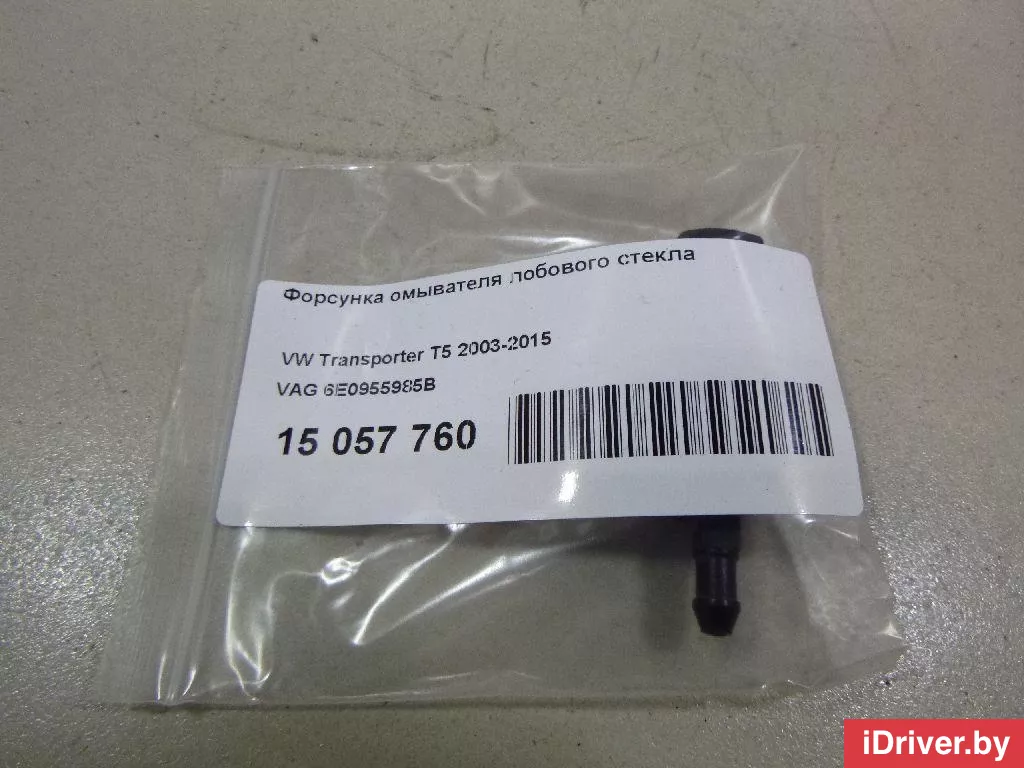 Форсунка омывателя лобового стекла
VW Transporter T5 2003-2015
VAG 6E0955985B
15 057 760
iDriver.by